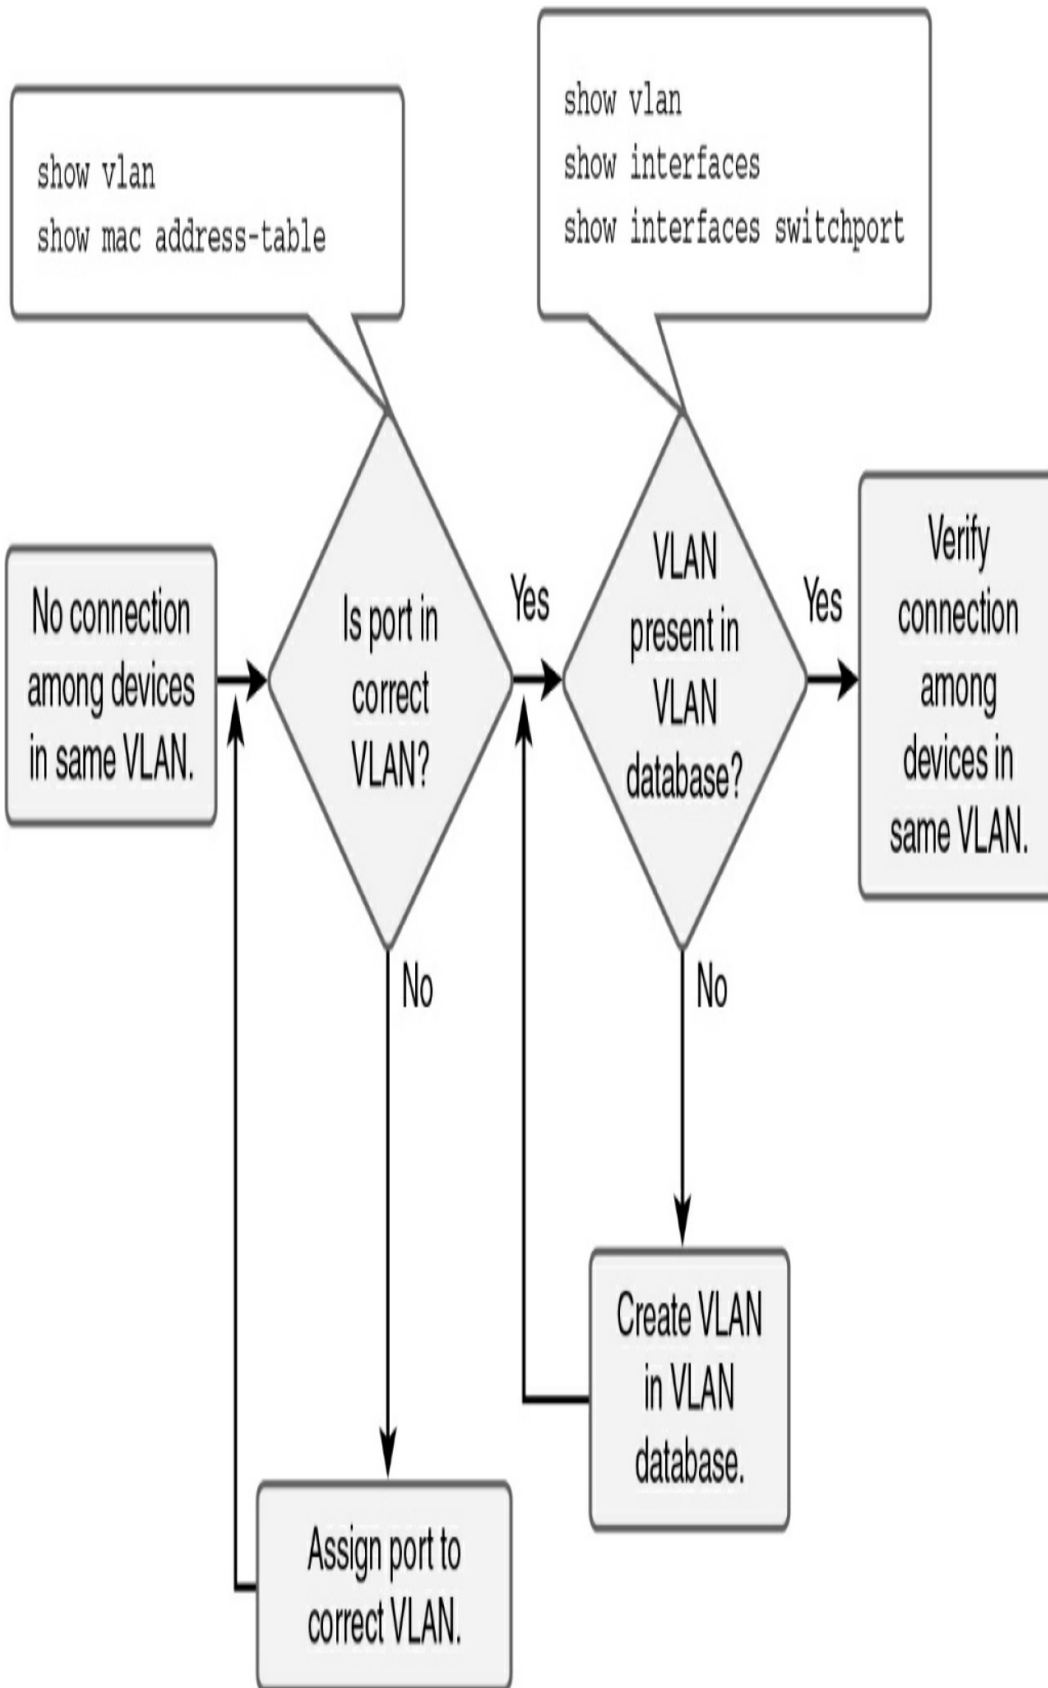 show vlan
show mac address-table
show vlan
show interfaces
show interfaces switchport
No connection
among devices
in same VLAN.
Is port in
correct
VLAN?
Yes
VLAN
present in
VLAN
database?
Yes
Verify
connection
among
devices in
same VLAN.
No
No
Create VLAN
in VLAN
database.
Assign port to
correct VLAN.